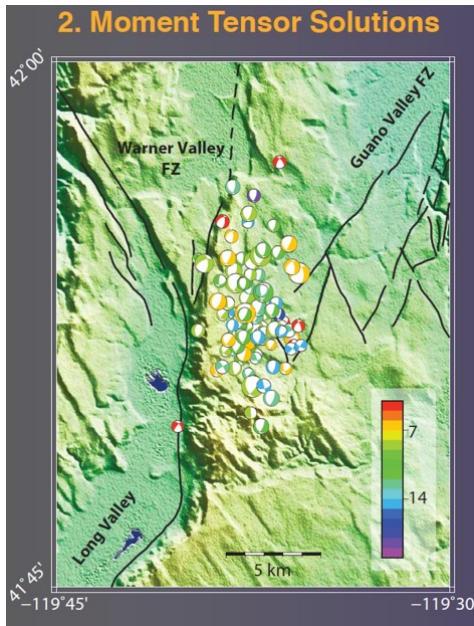 2. Moment Tensor Solutions
42°00'
Warner Valley
FZ
Guano Valley FZ
7
14
Long Valley
5 km
41°45'
−119°45'
−119°30